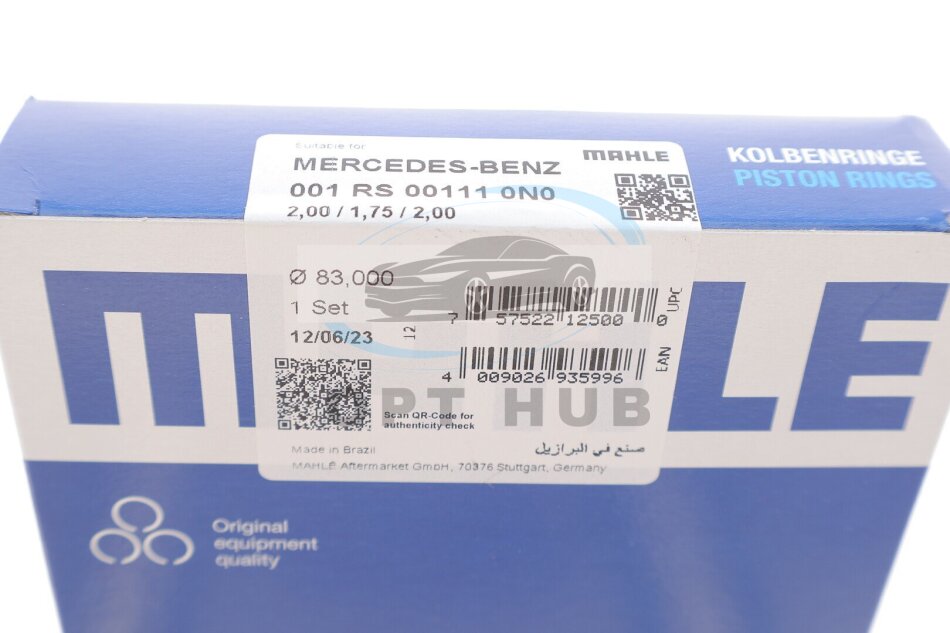 Suitable for
MERCEDES-BENZ
MAHLE
001 RS 00111 0N0
2,00 / 1,75 / 2,00
KOLBENRINGE
PISTON RINGS
MAHLE
Ø 83,000
1 Set
12/06/23
12
7 57522 12500 0
UPC
4 009026 935996
EAN
PT HUB
Scan QR-Code for
authenticity check
Made in Brazil
صنع في البرازيل
MAHLE Aftermarket GmbH, 70376 Stuttgart, Germany
Original
equipment
quality